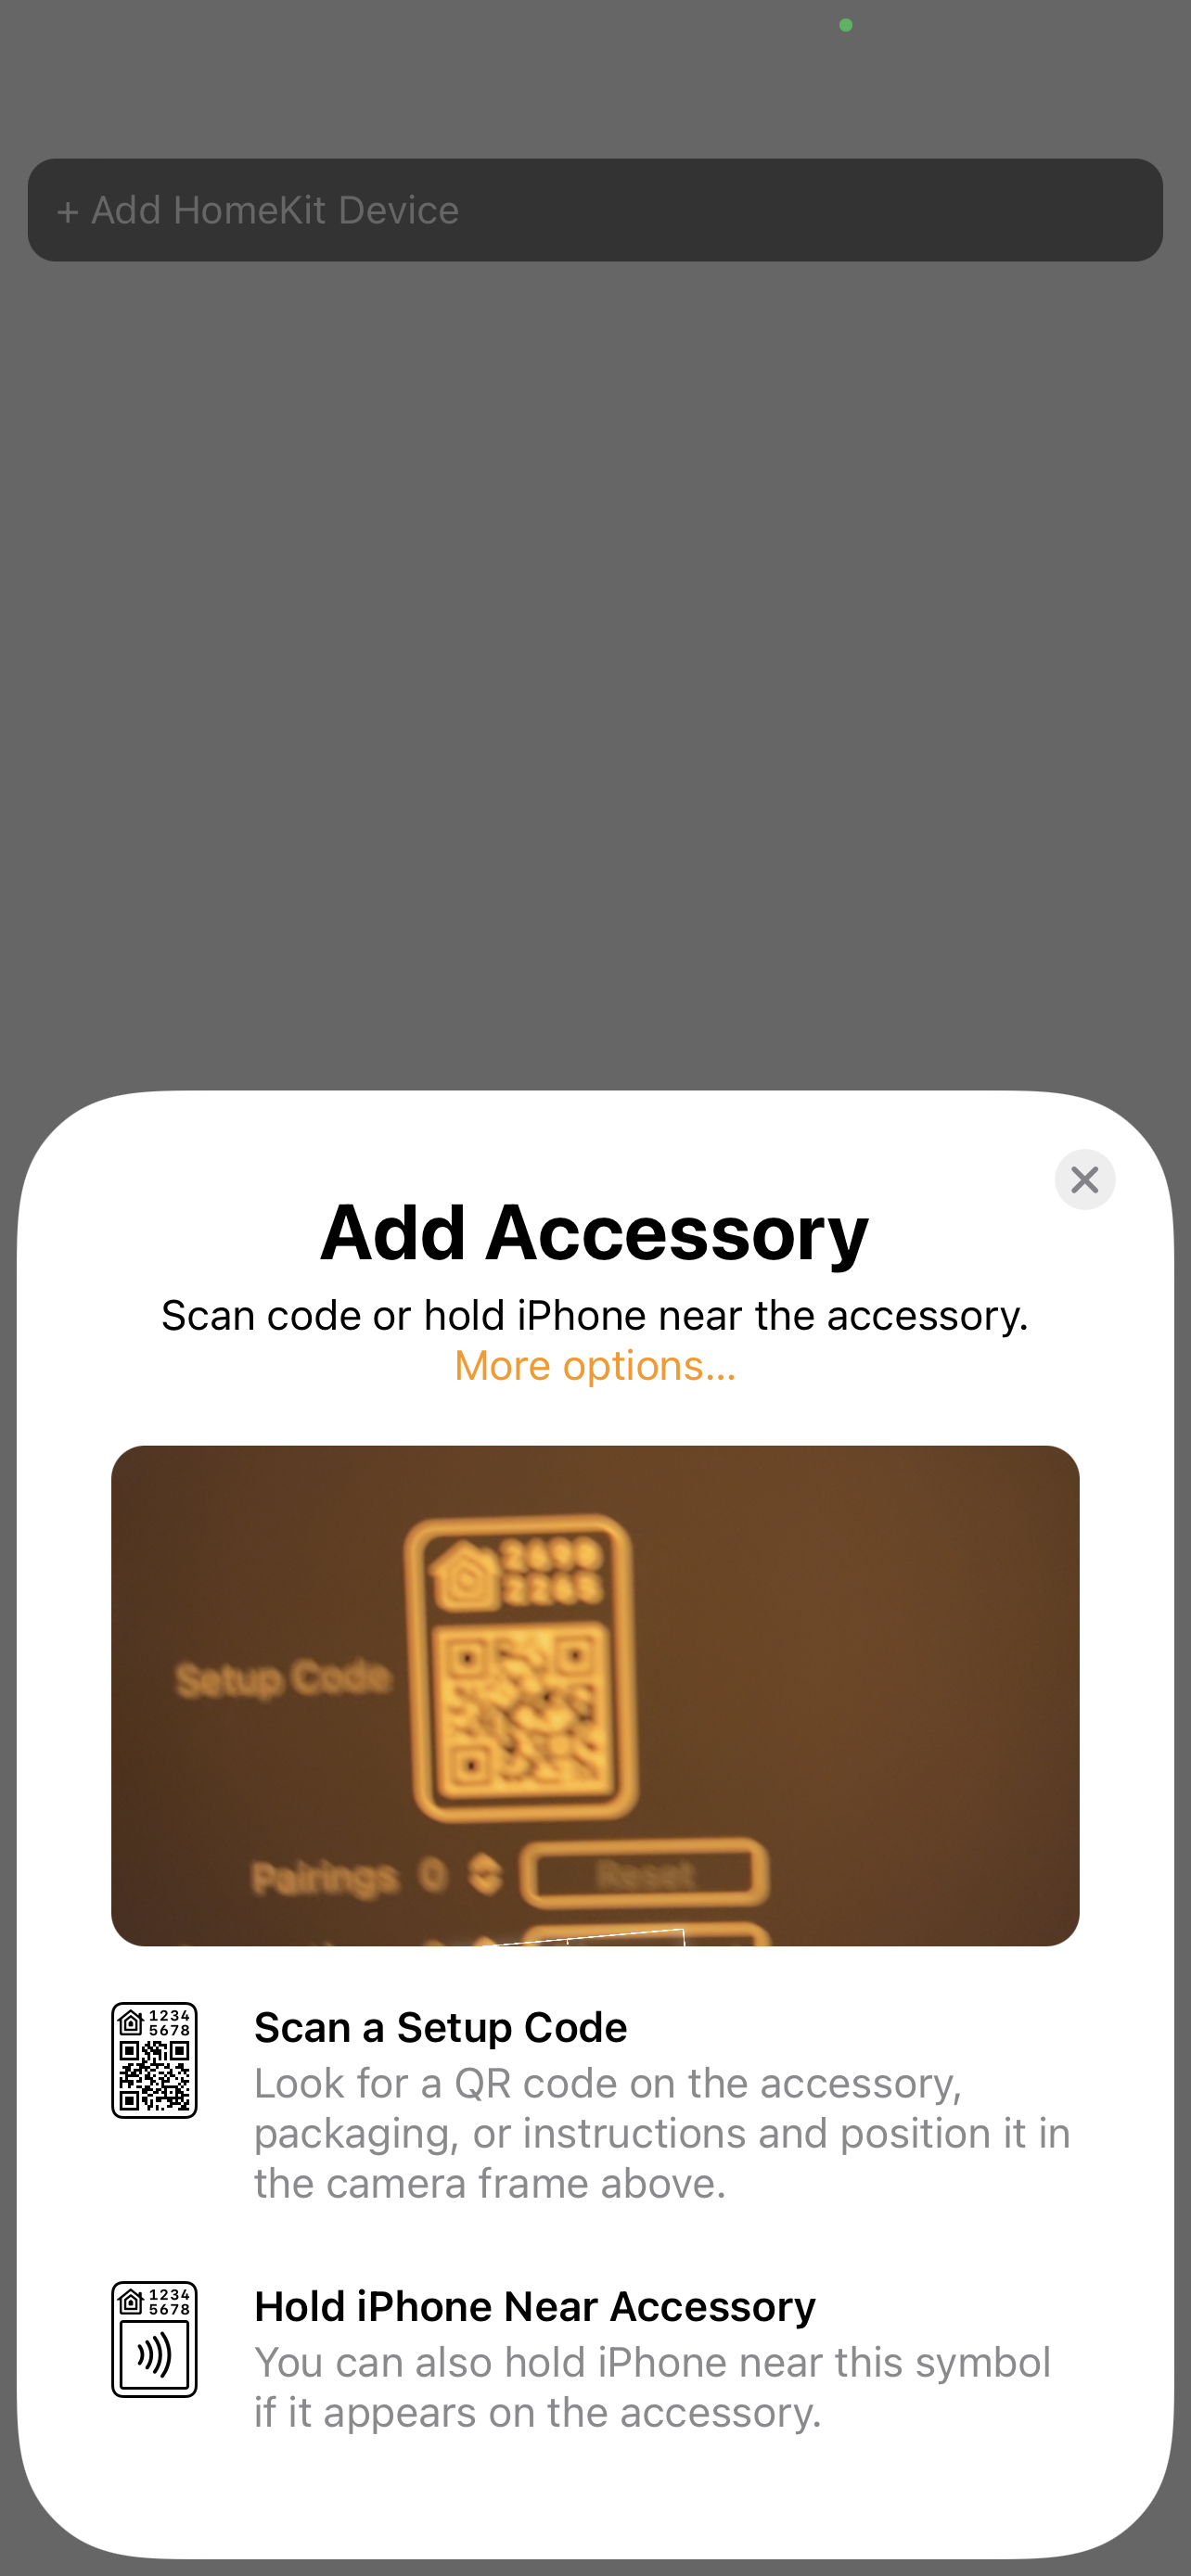 + Add HomeKit Device
Add Accessory
Scan code or hold iPhone near the accessory.
More options...
Setup Code
Pairings 0
Reset
Scan a Setup Code
Look for a QR code on the accessory,
packaging, or instructions and position it in
the camera frame above.
1234
5678
Hold iPhone Near Accessory
You can also hold iPhone near this symbol
if it appears on the accessory.
1234
5678